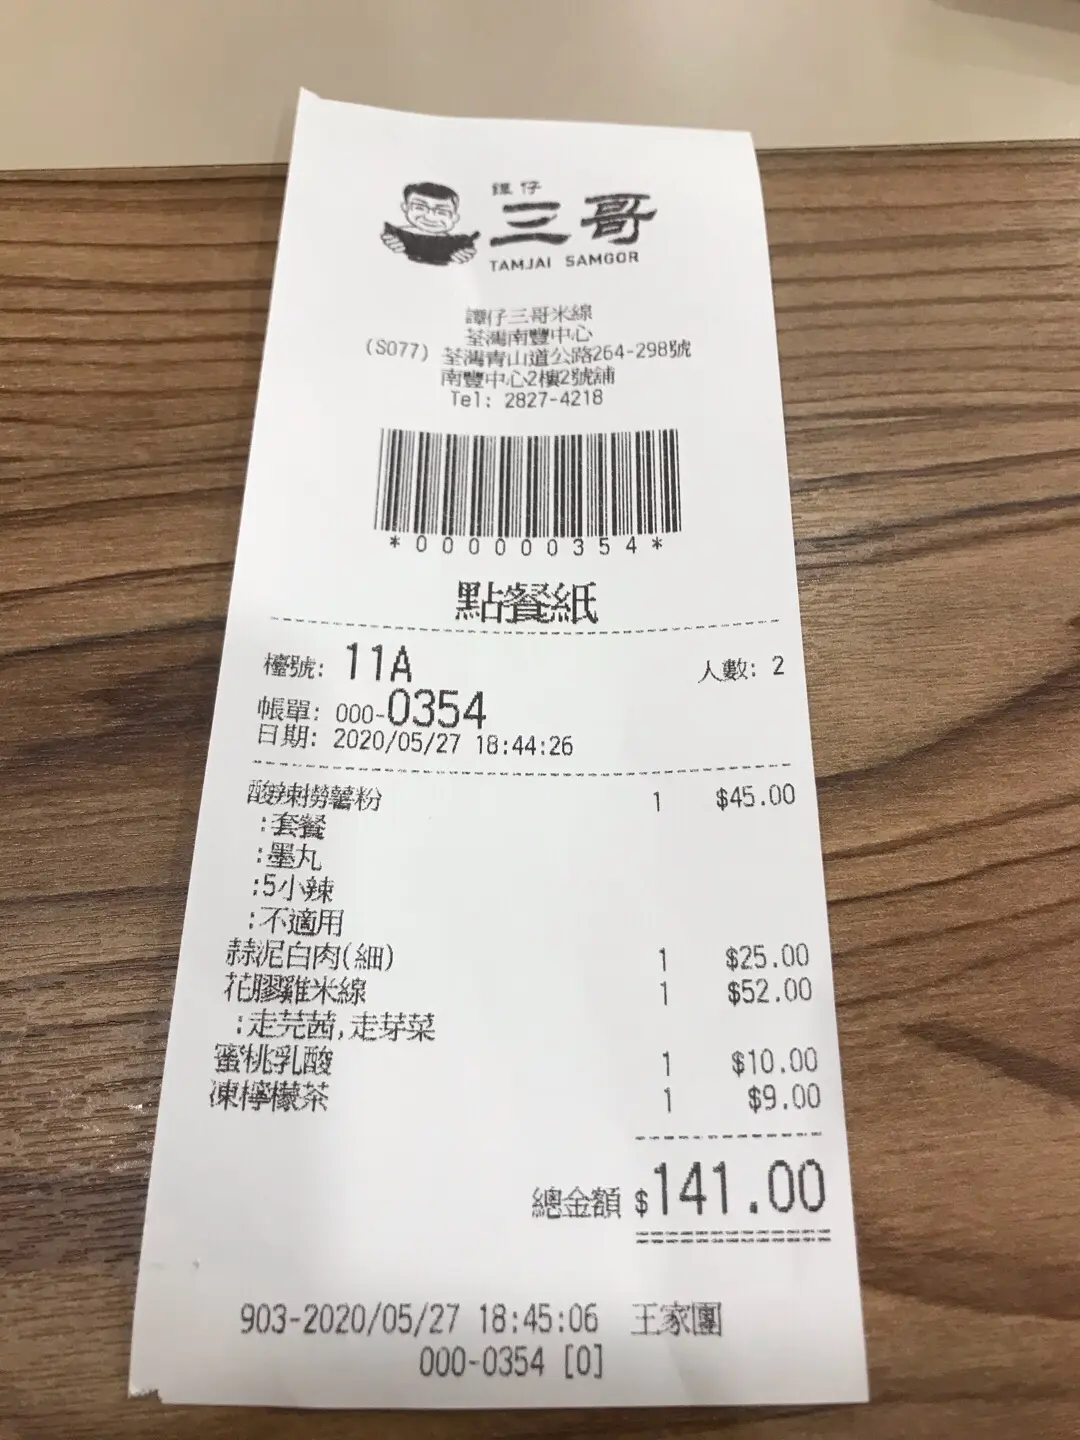 譚仔
三哥
TAMJAI SAMGOR
譚仔三哥米線
荃灣南豐中心
(S077) 荃灣青山道公路264-298號
南豐中心2樓2號舖
Tel: 2827-4218
*000000354*
點餐紙
檯號: 11A 人數: 2
帳單: 000-0354
日期: 2020/05/27 18:44:26
酸辣撈薯粉 1 $45.00
:套餐
:墨丸
:5小辣
:不適用
蒜泥白肉(細) 1 $25.00
花膠雞米線 1 $52.00
:走芫茜,走芽菜
蜜桃乳酸 1 $10.00
凍檸檬茶 1 $9.00
總金額 $141.00
903-2020/05/27 18:45:06 王家團
000-0354 [0]